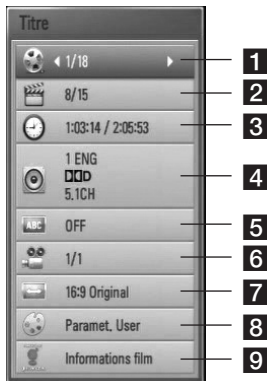 Titre
1/18
1
8/15
2
1:03:14 / 2:05:53
3
1 ENG
DD D
5.1CH
4
ABC
OFF
5
1/1
6
16:9 Original
7
Paramet. User
8
Informations film
9